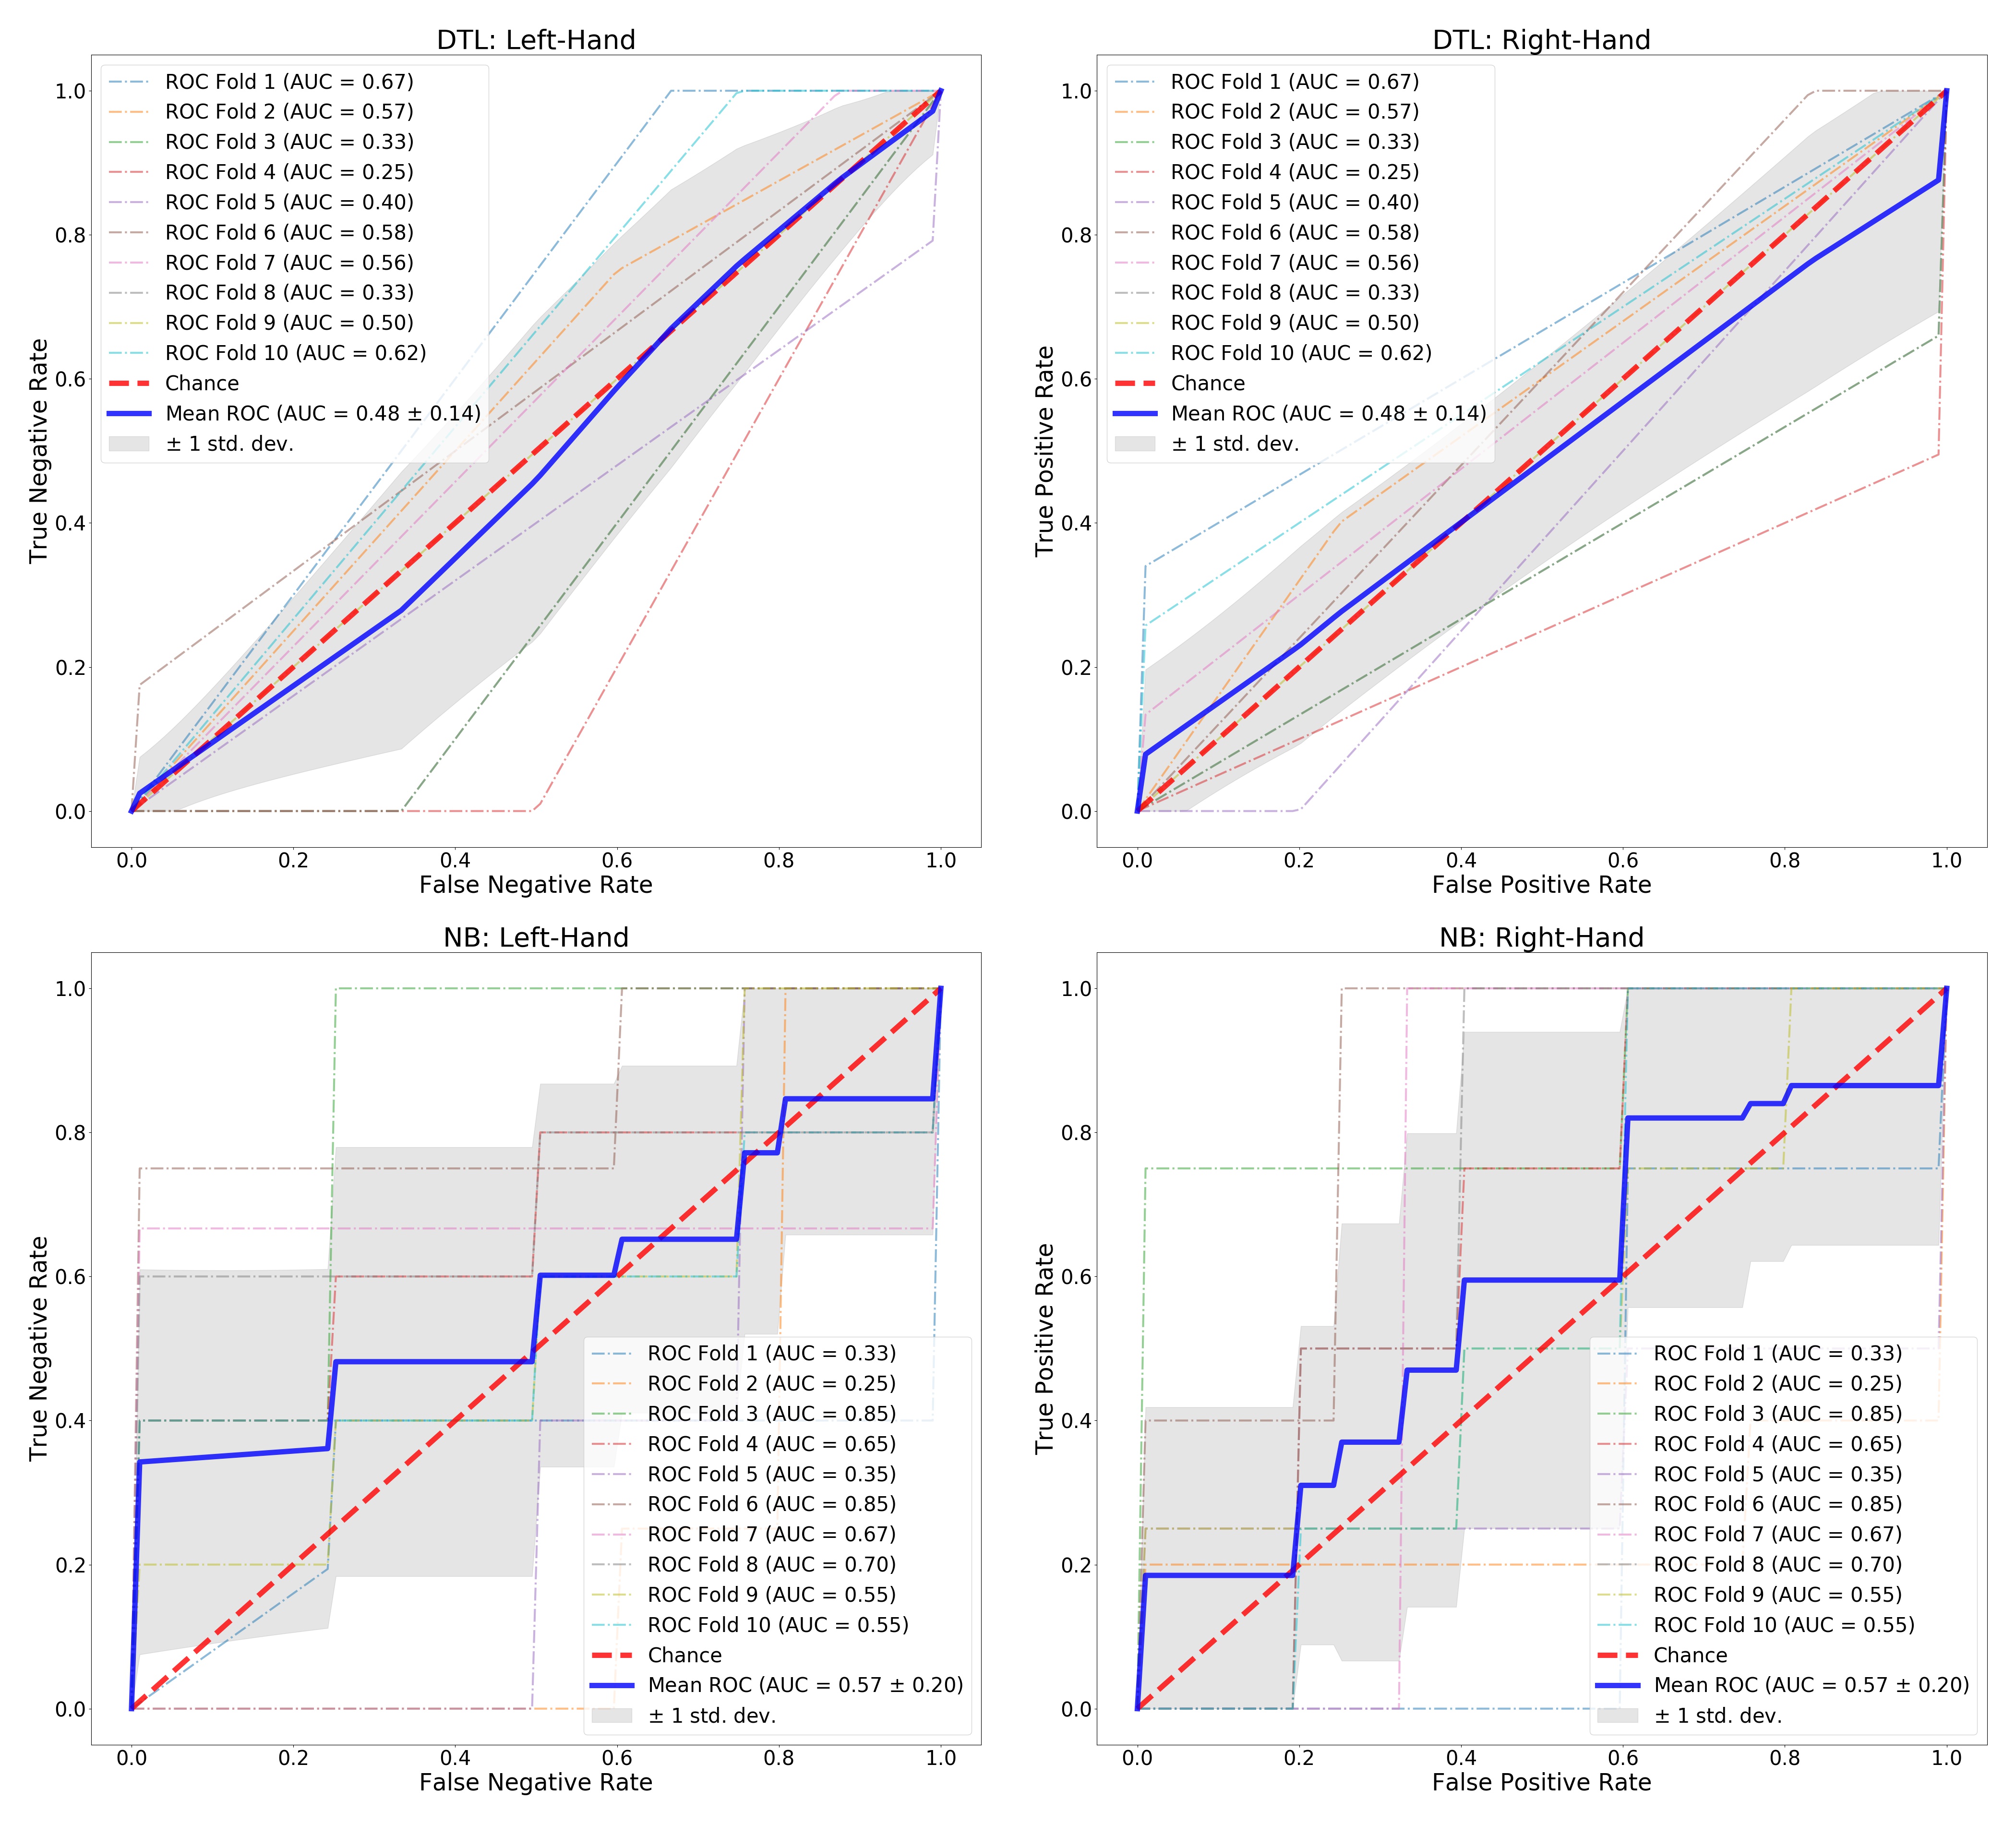 DTL: Left-Hand
True Negative Rate
1.0
0.8
0.6
0.4
0.2
0.0
ROC Fold 1 (AUC = 0.67)
ROC Fold 2 (AUC = 0.57)
ROC Fold 3 (AUC = 0.33)
ROC Fold 4 (AUC = 0.25)
ROC Fold 5 (AUC = 0.40)
ROC Fold 6 (AUC = 0.58)
ROC Fold 7 (AUC = 0.56)
ROC Fold 8 (AUC = 0.33)
ROC Fold 9 (AUC = 0.50)
ROC Fold 10 (AUC = 0.62)
Chance
Mean ROC (AUC = 0.48 ± 0.14)
± 1 std. dev.
0.0 0.2 0.4 0.6 0.8 1.0
False Negative Rate
DTL: Right-Hand
True Positive Rate
1.0
0.8
0.6
0.4
0.2
0.0
ROC Fold 1 (AUC = 0.67)
ROC Fold 2 (AUC = 0.57)
ROC Fold 3 (AUC = 0.33)
ROC Fold 4 (AUC = 0.25)
ROC Fold 5 (AUC = 0.40)
ROC Fold 6 (AUC = 0.58)
ROC Fold 7 (AUC = 0.56)
ROC Fold 8 (AUC = 0.33)
ROC Fold 9 (AUC = 0.50)
ROC Fold 10 (AUC = 0.62)
Chance
Mean ROC (AUC = 0.48 ± 0.14)
± 1 std. dev.
0.0 0.2 0.4 0.6 0.8 1.0
False Positive Rate
NB: Left-Hand
True Negative Rate
1.0
0.8
0.6
0.4
0.2
0.0
ROC Fold 1 (AUC = 0.33)
ROC Fold 2 (AUC = 0.25)
ROC Fold 3 (AUC = 0.85)
ROC Fold 4 (AUC = 0.65)
ROC Fold 5 (AUC = 0.35)
ROC Fold 6 (AUC = 0.85)
ROC Fold 7 (AUC = 0.67)
ROC Fold 8 (AUC = 0.70)
ROC Fold 9 (AUC = 0.55)
ROC Fold 10 (AUC = 0.55)
Chance
Mean ROC (AUC = 0.57 ± 0.20)
± 1 std. dev.
0.0 0.2 0.4 0.6 0.8 1.0
False Negative Rate
NB: Right-Hand
True Positive Rate
1.0
0.8
0.6
0.4
0.2
0.0
ROC Fold 1 (AUC = 0.33)
ROC Fold 2 (AUC = 0.25)
ROC Fold 3 (AUC = 0.85)
ROC Fold 4 (AUC = 0.65)
ROC Fold 5 (AUC = 0.35)
ROC Fold 6 (AUC = 0.85)
ROC Fold 7 (AUC = 0.67)
ROC Fold 8 (AUC = 0.70)
ROC Fold 9 (AUC = 0.55)
ROC Fold 10 (AUC = 0.55)
Chance
Mean ROC (AUC = 0.57 ± 0.20)
± 1 std. dev.
0.0 0.2 0.4 0.6 0.8 1.0
False Positive Rate